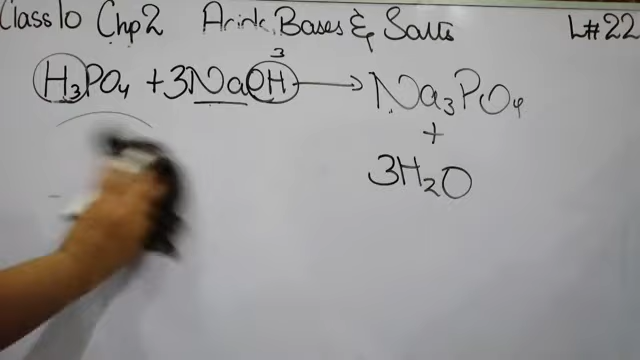 Class 10 Chp 2 Acids, Bases & Salts L# 22
3
H₃PO₄ + 3NaOH → Na₃PO₄
+
3H₂O